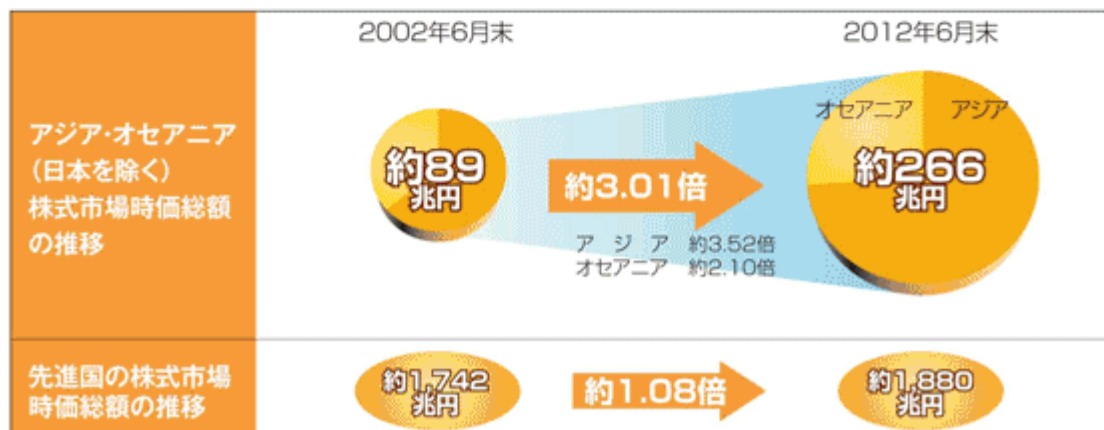 2002年6月末
2012年6月末
アジア・オセアニア
(日本を除く)
株式市場時価総額
の推移
約89
兆円
約3.01倍
アジア 約3.52倍
オセアニア 約2.10倍
オセアニア
アジア
約266
兆円
先進国の株式市場
時価総額の推移
約1,742
兆円
約1.08倍
約1,880
兆円